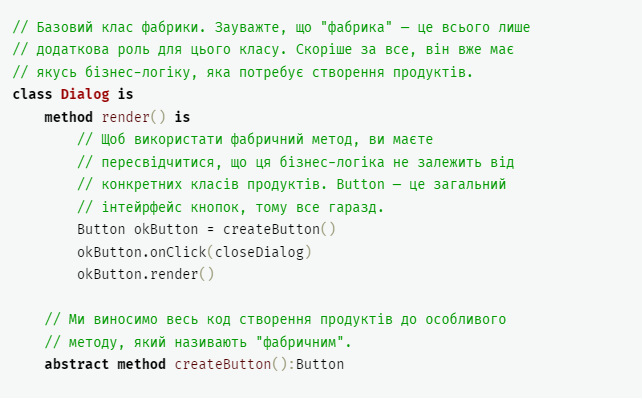 // Базовий клас фабрики. Зауважте, що "фабрика" — це всього лише
// додаткова роль для цього класу. Скоріше за все, він вже має
// якусь бізнес-логіку, яка потребує створення продуктів.
class Dialog is
    method render() is
        // Щоб використати фабричний метод, ви маєте
        // пересвідчитися, що ця бізнес-логіка не залежить від
        // конкретних класів продуктів. Button — це загальний
        // інтейрфейс кнопок, тому все гаразд.
        Button okButton = createButton()
        okButton.onClick(closeDialog)
        okButton.render()

    // Ми виносимо весь код створення продуктів до особливого
    // методу, який називають "фабричним".
    abstract method createButton():Button